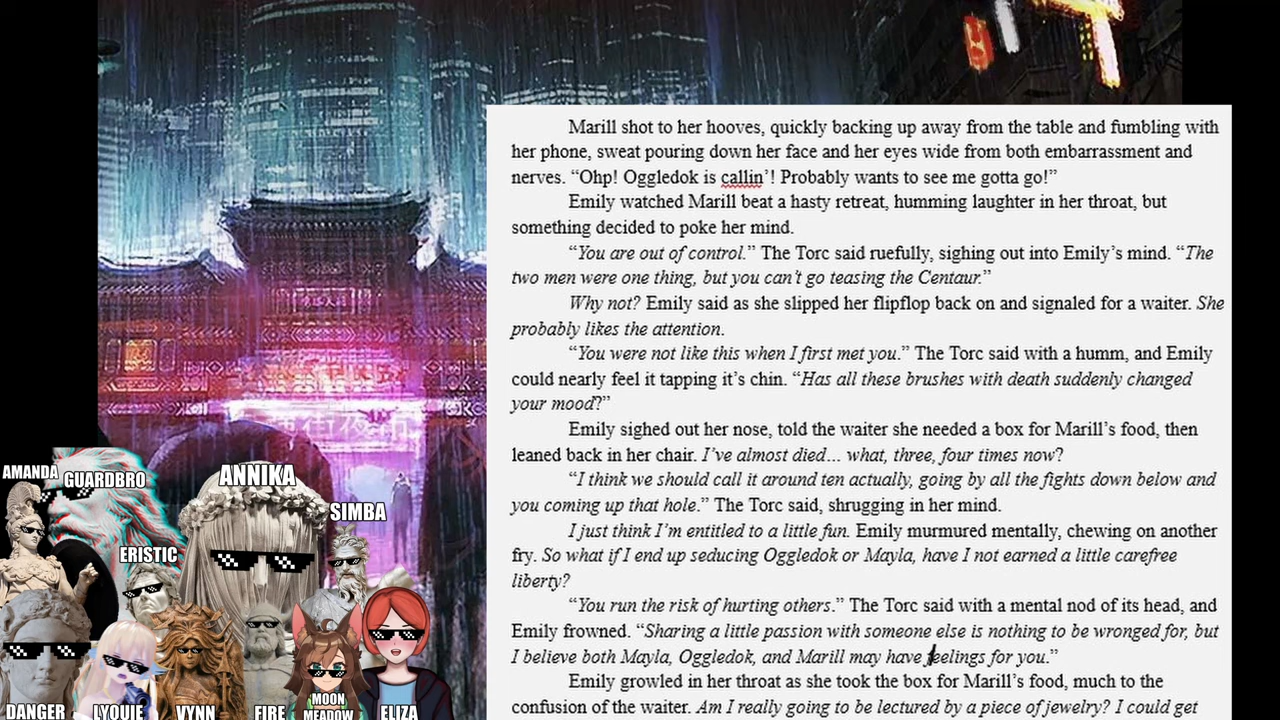 Marill shot to her hooves, quickly backing up away from the table and fumbling with
her phone, sweat pouring down her face and her eyes wide from both embarrassment and
nerves. “Ohp! Oggledok is callin’! Probably wants to see me gotta go!”
Emily watched Marill beat a hasty retreat, humming laughter in her throat, but
something decided to poke her mind.
“You are out of control.” The Torc said ruefully, sighing out into Emily’s mind. “The
two men were one thing, but you can’t go teasing the Centaur.”
Why not? Emily said as she slipped her flipflop back on and signaled for a waiter. She
probably likes the attention.
“You were not like this when I first met you.” The Torc said with a humm, and Emily
could nearly feel it tapping it’s chin. “Has all these brushes with death suddenly changed
your mood?”
Emily sighed out her nose, told the waiter she needed a box for Marill’s food, then
leaned back in her chair. I’ve almost died... what, three, four times now?
“I think we should call it around ten actually, going by all the fights down below and
you coming up that hole.” The Torc said, shrugging in her mind.
I just think I’m entitled to a little fun. Emily murmured mentally, chewing on another
fry. So what if I end up seducing Oggledok or Mayla, have I not earned a little carefree
liberty?
“You run the risk of hurting others.” The Torc said with a mental nod of its head, and
Emily frowned. “Sharing a little passion with someone else is nothing to be wronged for, but
I believe both Mayla, Oggledok, and Marill may have feelings for you.”
Emily growled in her throat as she took the box for Marill’s food, much to the
confusion of the waiter. Am I really going to be lectured by a piece of jewelry? I could get
AMANDA
GUARDBRO
ANNIKA
SIMBA
ERISTIC
DANGER
LYQUIE
VYNN
FIRE
MOON
MEADOW
ELIZA